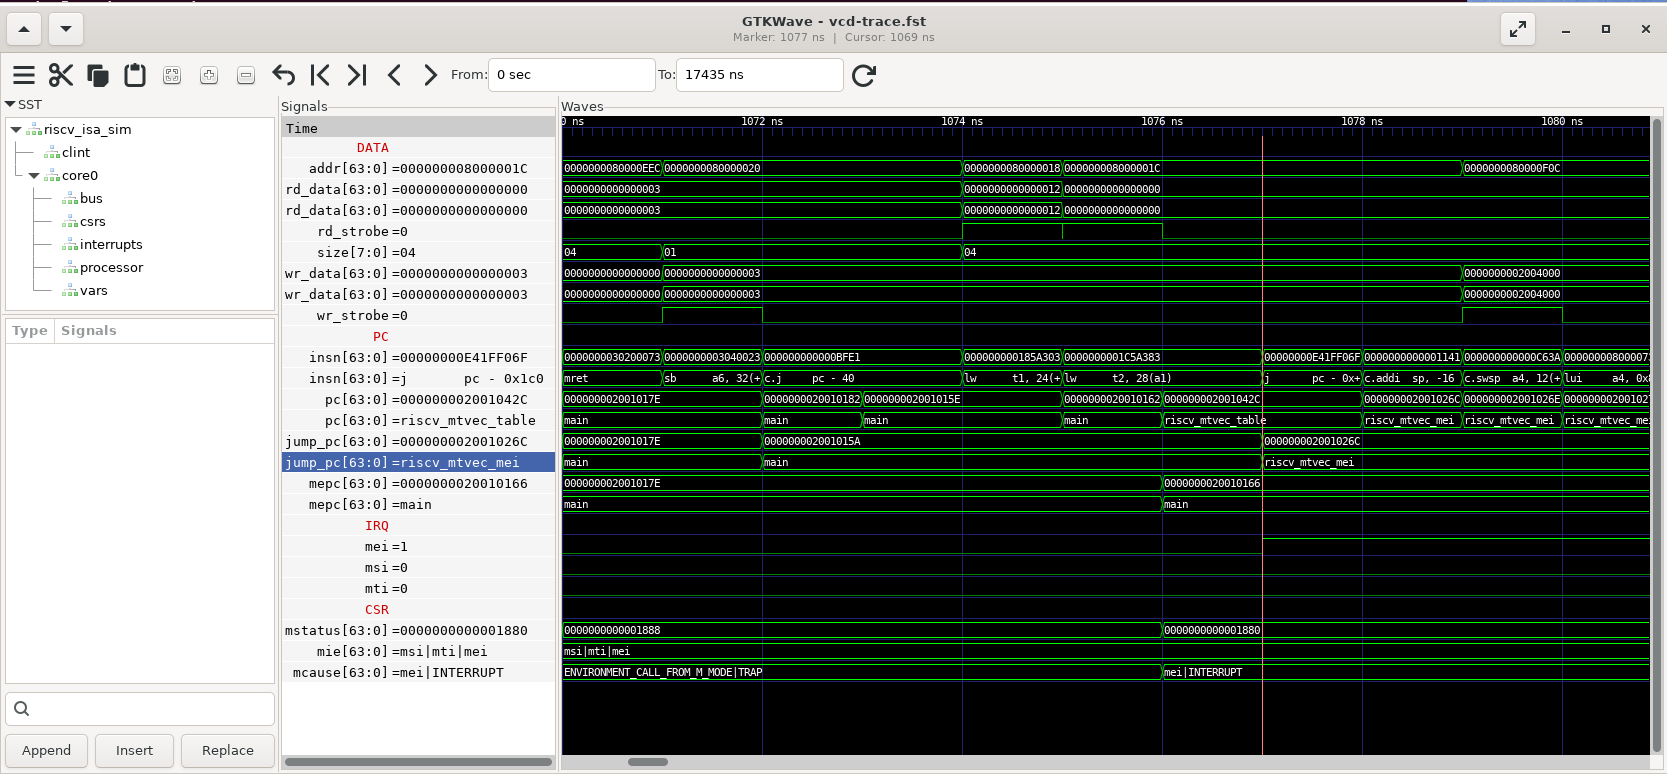 GTKWave - vcd-trace.fst
Marker: 1077 ns | Cursor: 1069 ns
From: 0 sec To: 17435 ns
SST
riscv_isa_sim
clint
core0
bus
csrs
interrupts
processor
vars
Type Signals
Append Insert Replace
Signals
Time
DATA
addr[63:0]=000000008000001C
rd_data[63:0]=0000000000000000
rd_data[63:0]=0000000000000000
rd_strobe=0
size[7:0]=04
wr_data[63:0]=0000000000000003
wr_data[63:0]=0000000000000003
wr_strobe=0
PC
insn[63:0]=00000000E41FF06F
insn[63:0]=j pc - 0x1c0
pc[63:0]=000000002001042C
pc[63:0]=riscv_mtvec_table
jump_pc[63:0]=000000002001026C
jump_pc[63:0]=riscv_mtvec_mei
mepc[63:0]=0000000020010166
mepc[63:0]=main
IRQ
mei=1
msi=0
mti=0
CSR
mstatus[63:0]=0000000000001880
mie[63:0]=msi|mti|mei
mcause[63:0]=mei|INTERRUPT
Waves
0 ns 1072 ns 1074 ns 1076 ns 1078 ns 1080 ns
0000000080000EEC 0000000080000020 0000000080000018 000000008000001C 0000000080000F0C
0000000000000003 0000000000000012 0000000000000000
0000000000000003 0000000000000012 0000000000000000
04 01 04
0000000000000000 0000000000000003 0000000002004000
0000000000000000 0000000000000003 0000000002004000
0000000030200073 0000000003040023 000000000000BFE1 000000000185A303 0000000001C5A383 00000000E41FF06F 0000000000001141 000000000000C63A 000000000800007
mret sb a6, 32(+ c.j pc - 40 lw t1, 24(+ lw t2, 28(a1) j pc - 0x+ c.addi sp, -16 c.swsp a4, 12(+ lui a4, 0x8
000000002001017E 0000000020010182 000000002001015E 0000000020010162 000000002001042C 000000002001026C 000000002001026E 00000000200102
main main main main riscv_mtvec_table riscv_mtvec_mei riscv_mtvec_mei riscv_mtvec_me
000000002001017E 000000002001015A 000000002001026C
main main riscv_mtvec_mei
000000002001017E 0000000020010166
main main
0000000000001888 0000000000001880
msi|mti|mei
ENVIRONMENT_CALL_FROM_M_MODE|TRAP mei|INTERRUPT